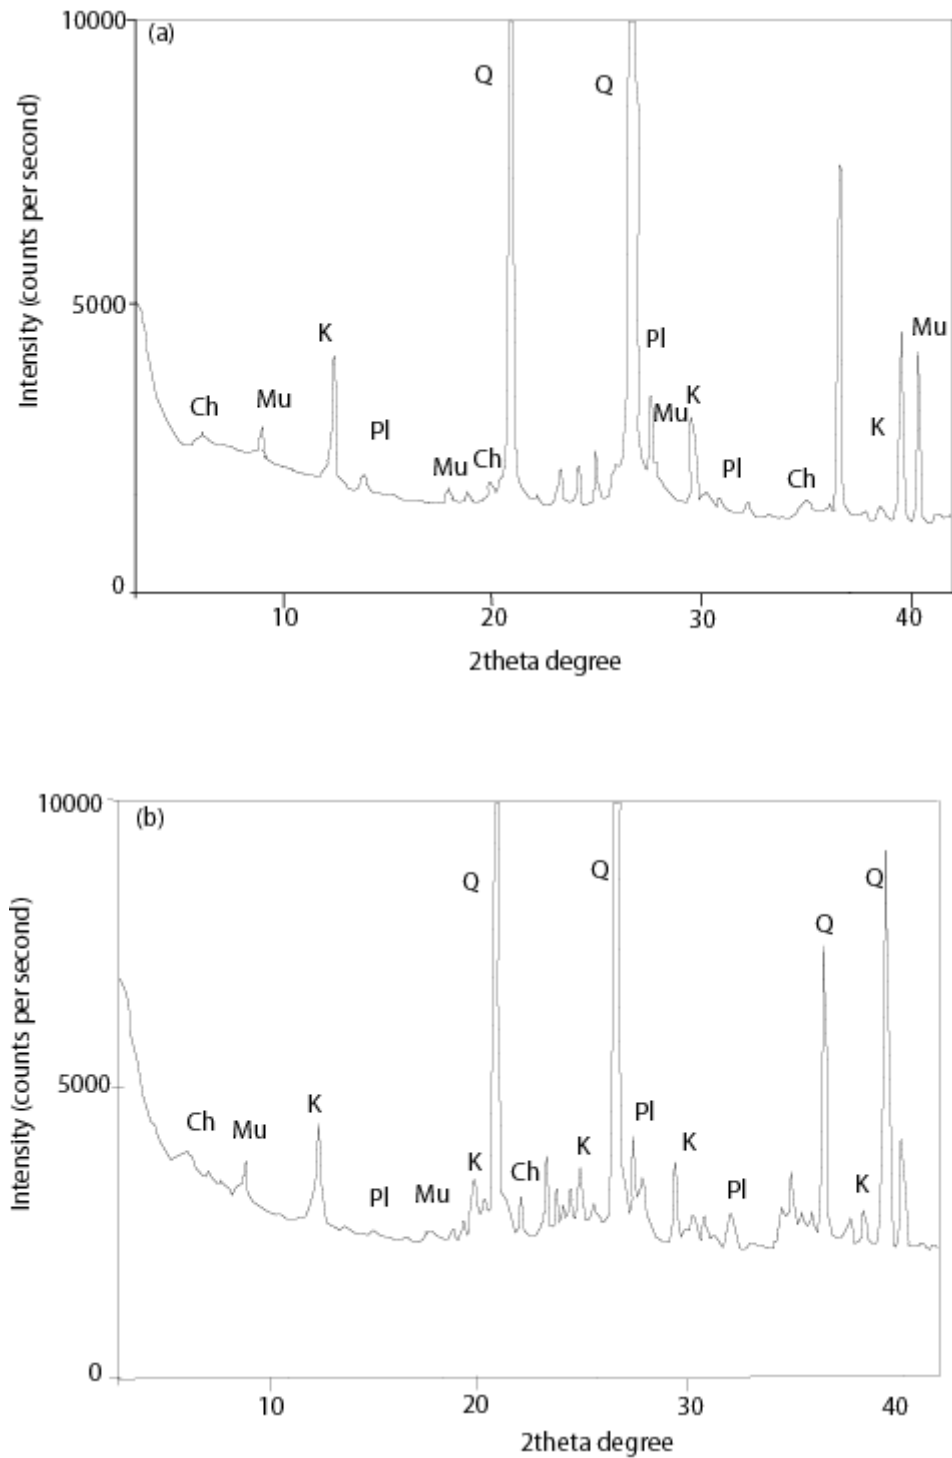 10000
(a)
Q
Q
Intensity (counts per second)
5000
K
Pl
Mu
Ch
Mu
Mu
K
K
Pl
Mu
Ch
Pl
Ch
0
10
20
30
40
2theta degree
10000
(b)
Q
Q
Q
Q
Intensity (counts per second)
5000
Ch
Mu
K
K
K
Pl
K
Pl
Mu
Ch
Pl
K
0
10
20
30
40
2theta degree